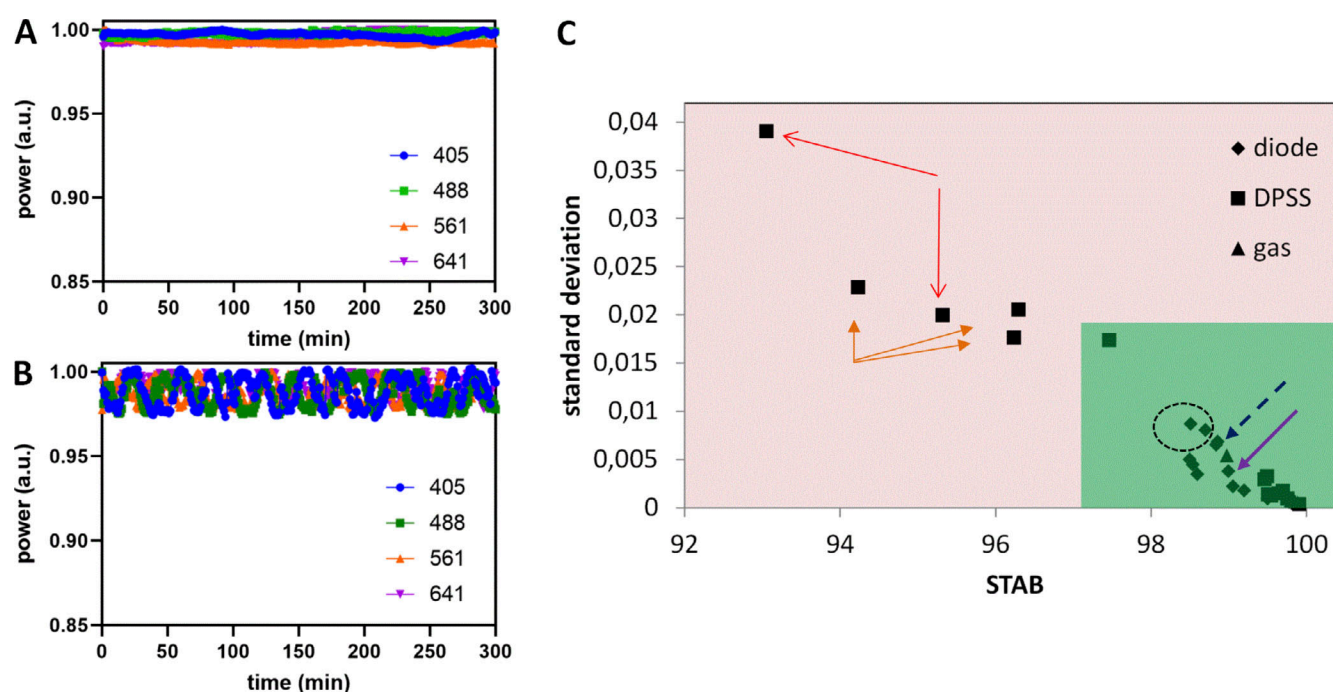 A
1.00
0.95
0.90
0.85
power (a.u.)
405
488
561
641
0 50 100 150 200 250 300
time (min)
B
1.00
0.95
0.90
0.85
power (a.u.)
405
488
561
641
0 50 100 150 200 250 300
time (min)
C
0,04
0,035
0,03
0,025
0,02
0,015
0,01
0,005
0
standard deviation
diode
DPSS
gas
92 94 96 98 100
STAB